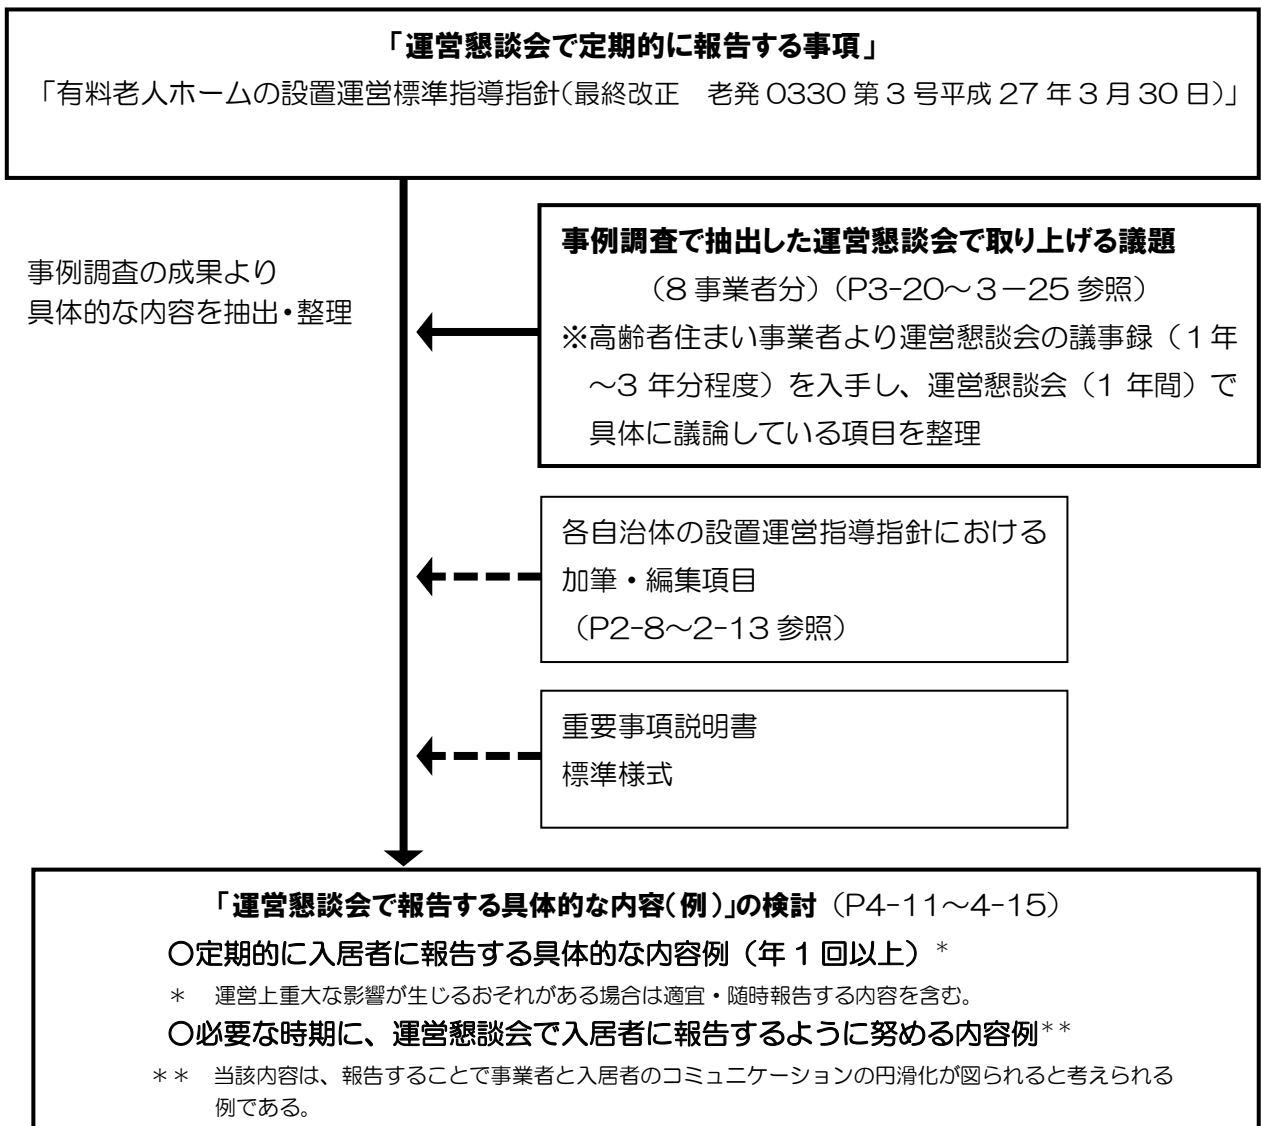 「運営懇談会で定期的に報告する事項」
「有料老人ホームの設置運営標準指導指針(最終改正　老発0330第3号平成27年3月30日)」
事例調査の成果より
具体的な内容を抽出・整理
事例調査で抽出した運営懇談会で取り上げる議題
（8事業者分）（P3-20～3－25参照）
※高齢者住まい事業者より運営懇談会の議事録（1年
～3年分程度）を入手し、運営懇談会（1年間）で
具体に議論している項目を整理
各自治体の設置運営指導指針における
加筆・編集項目
（P2-8～2-13参照）
重要事項説明書
標準様式
「運営懇談会で報告する具体的な内容(例)」の検討（P4-11～4-15）
○定期的に入居者に報告する具体的な内容例（年1回以上）＊
＊　運営上重大な影響が生じるおそれがある場合は適宜・随時報告する内容を含む。
○必要な時期に、運営懇談会で入居者に報告するように努める内容例＊＊
＊＊　当該内容は、報告することで事業者と入居者のコミュニケーションの円滑化が図られると考えられる
例である。